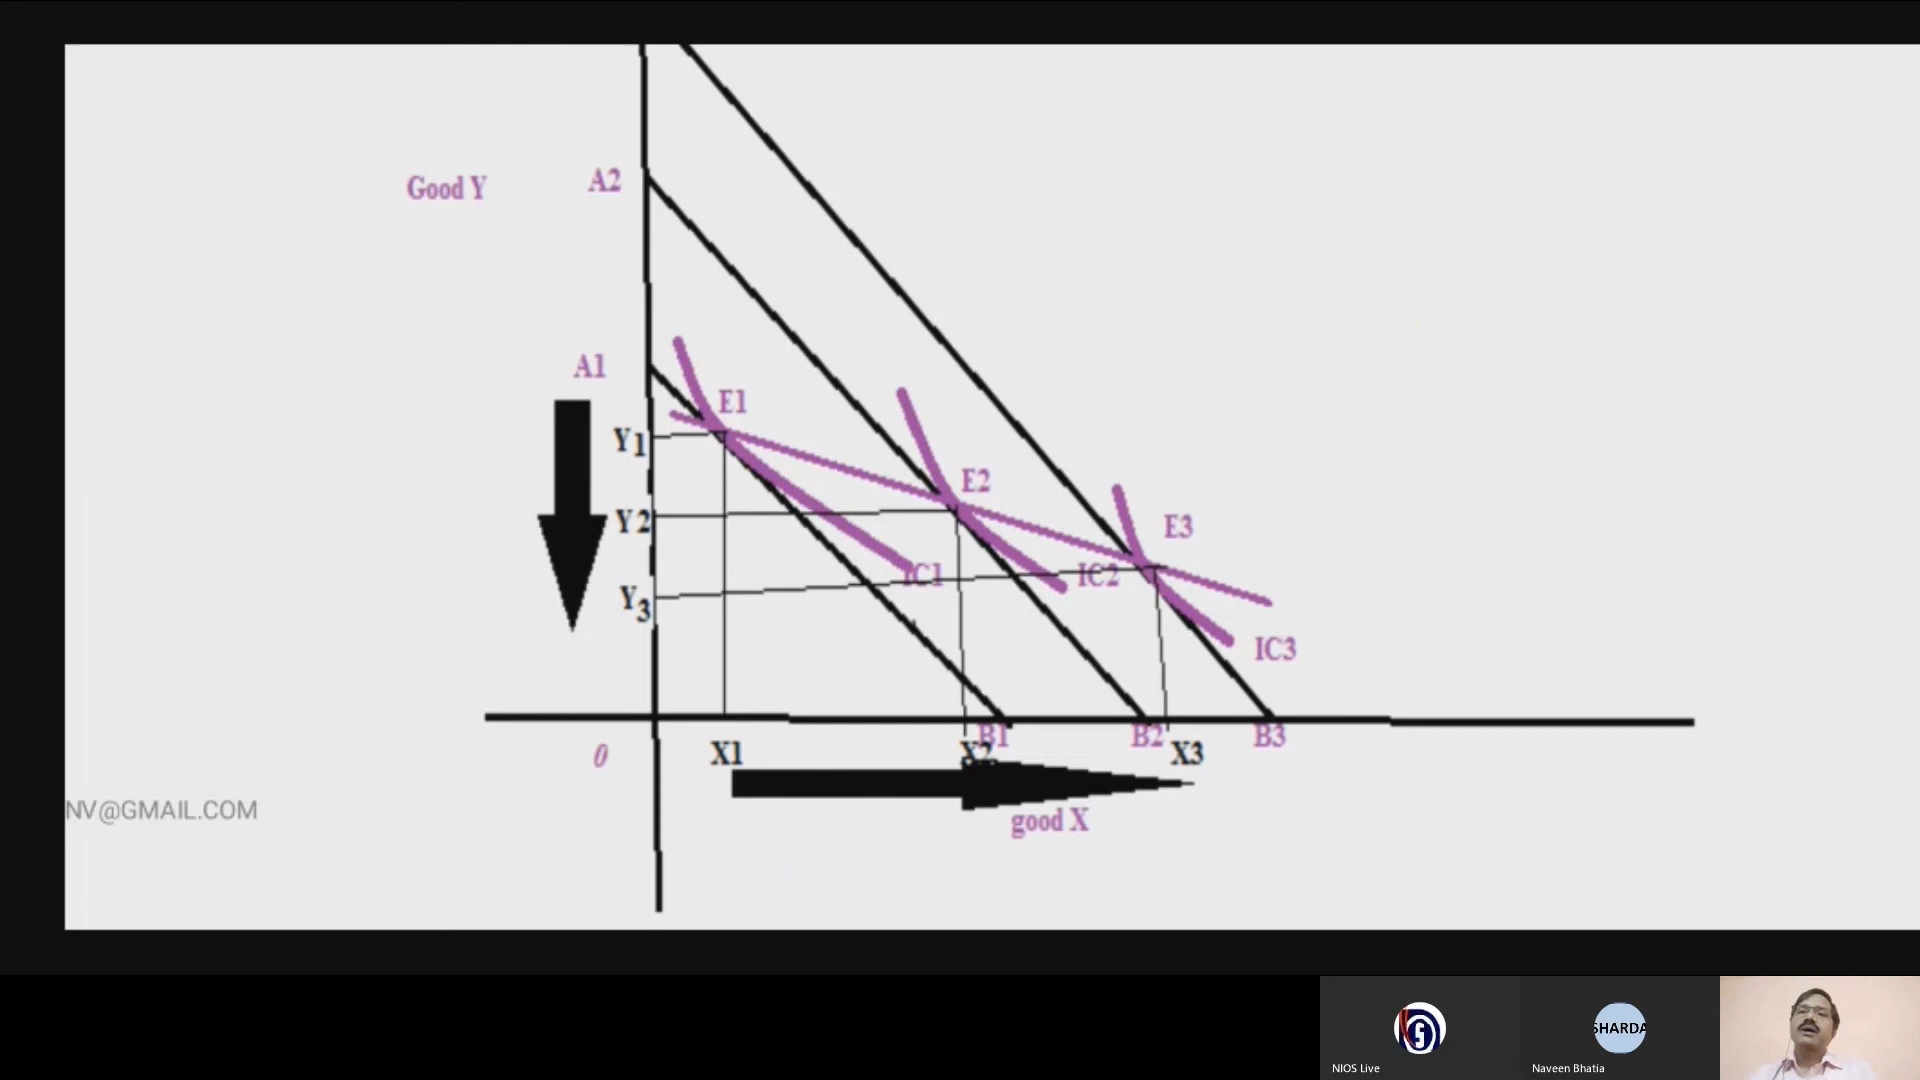 Good Y
A2
A1
E1
Y1
E2
Y2
E3
IC1
IC2
Y3
IC3
B1
B2
B3
0
X1
X2
X3
NV@GMAIL.COM
good X
SHARDA
NIOS Live
Naveen Bhatia